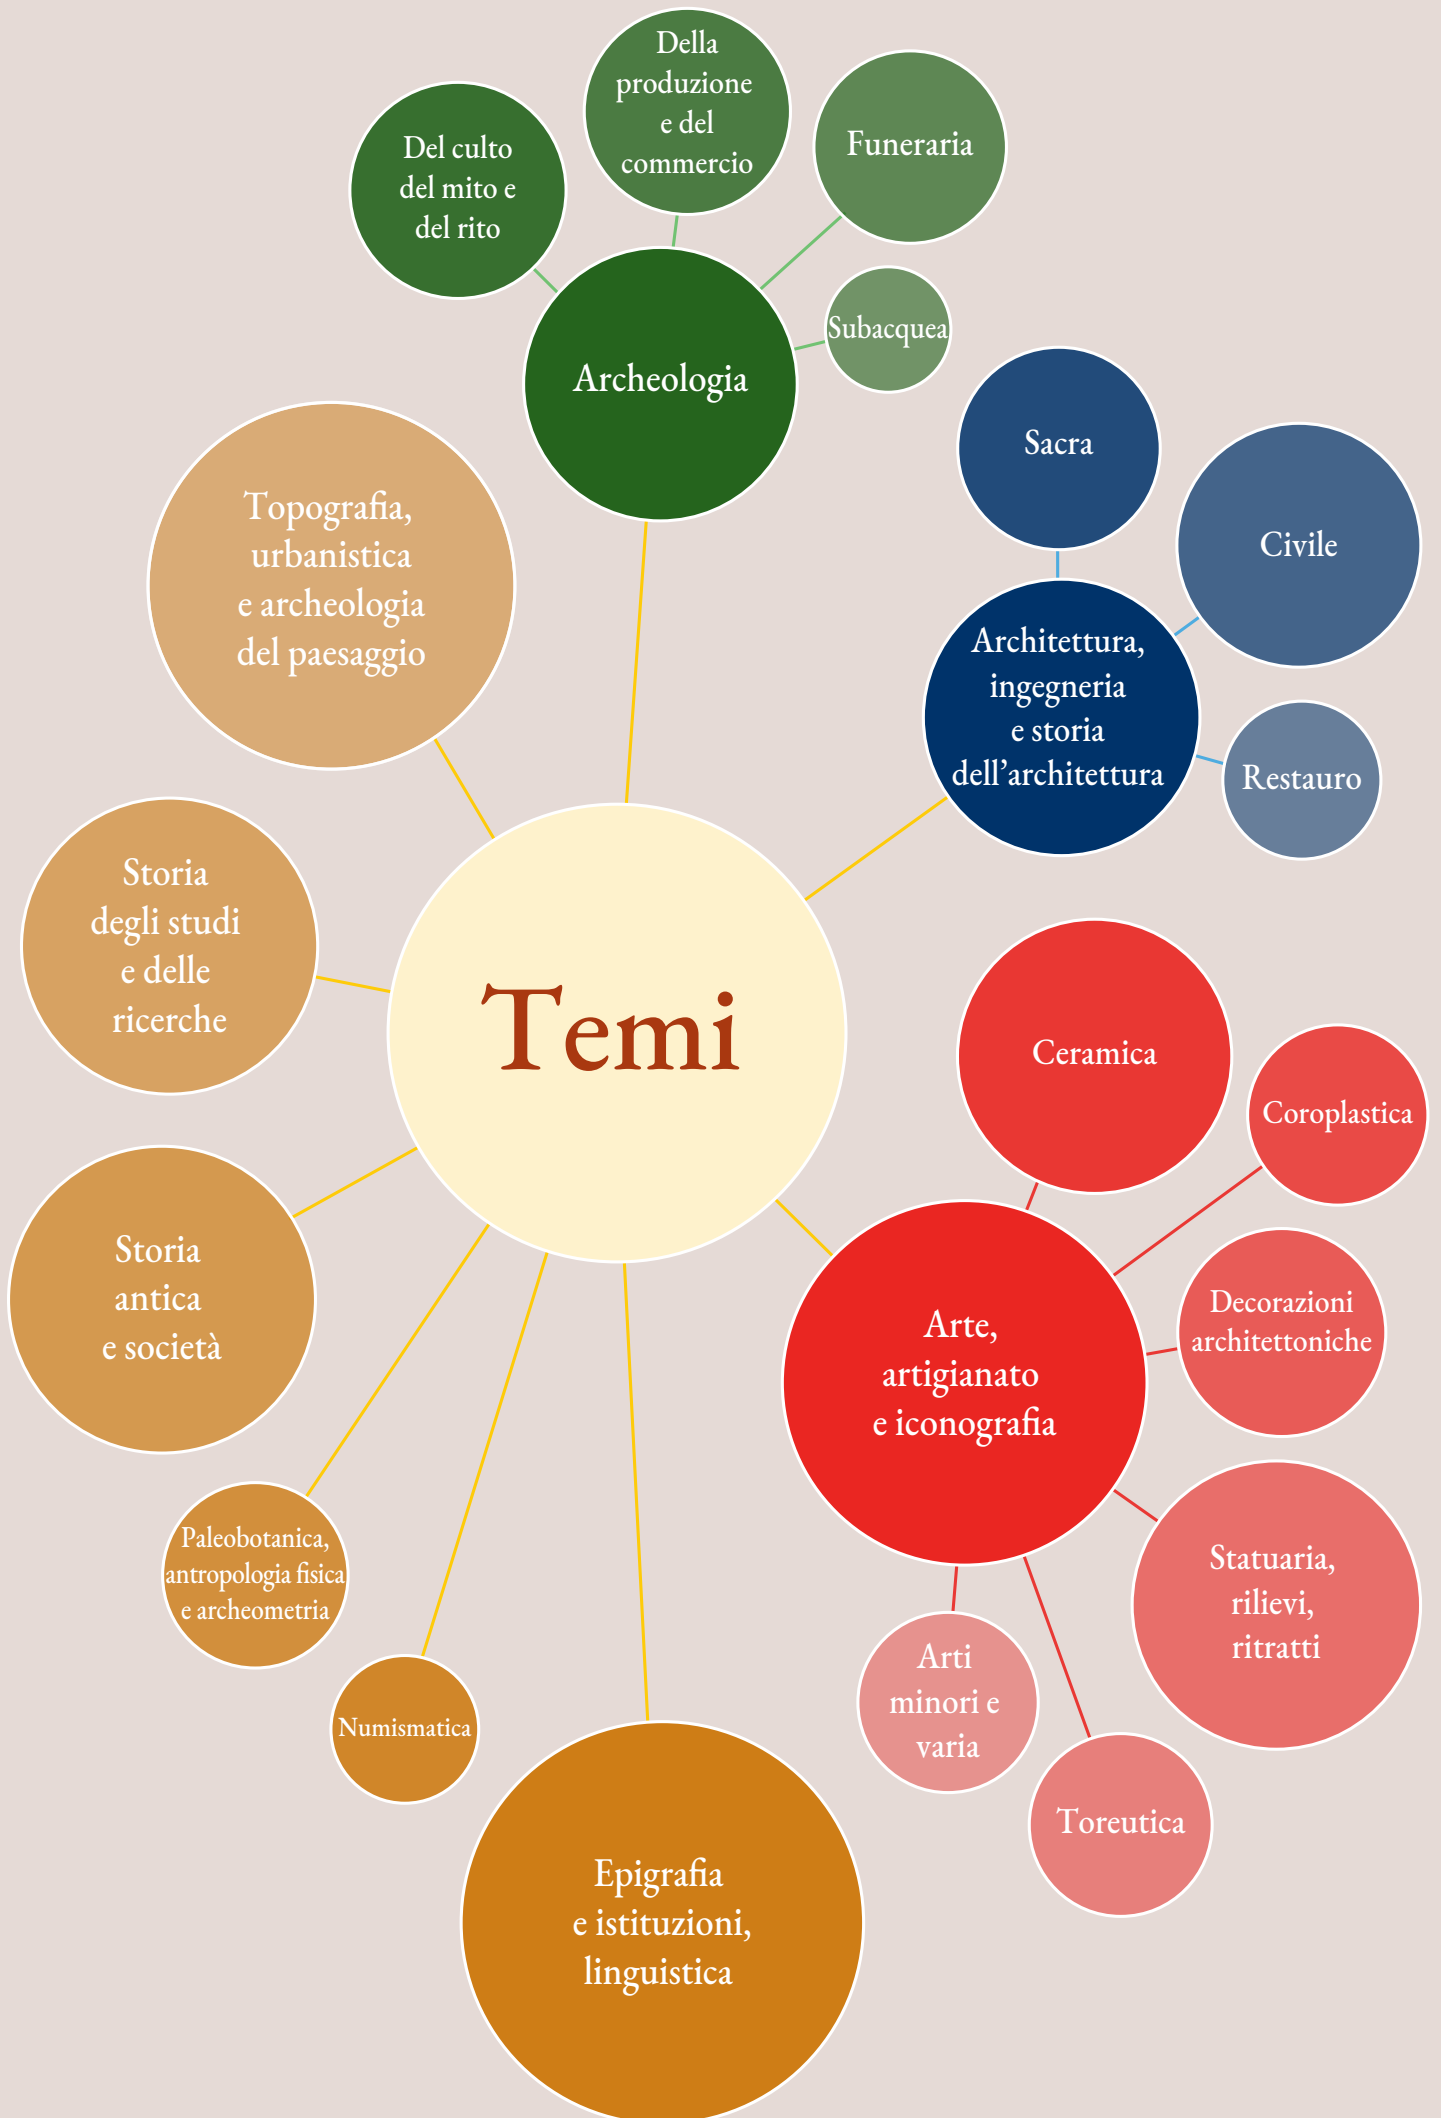 Della
produzione
e del
commercio
Del culto
del mito e
del rito
Funeraria
Subacquea
Archeologia
Sacra
Civile
Architettura,
ingegneria
e storia
dell’architettura
Restauro
Topografia,
urbanistica
e archeologia
del paesaggio
Storia
degli studi
e delle
ricerche
Temi
Ceramica
Coroplastica
Decorazioni
architettoniche
Arte,
artigianato
e iconografia
Statuaria,
rilievi,
ritratti
Arti
minori e
varia
Toreutica
Storia
antica
e società
Paleobotanica,
antropologia fisica
e archeometria
Numismatica
Epigrafia
e istituzioni,
linguistica